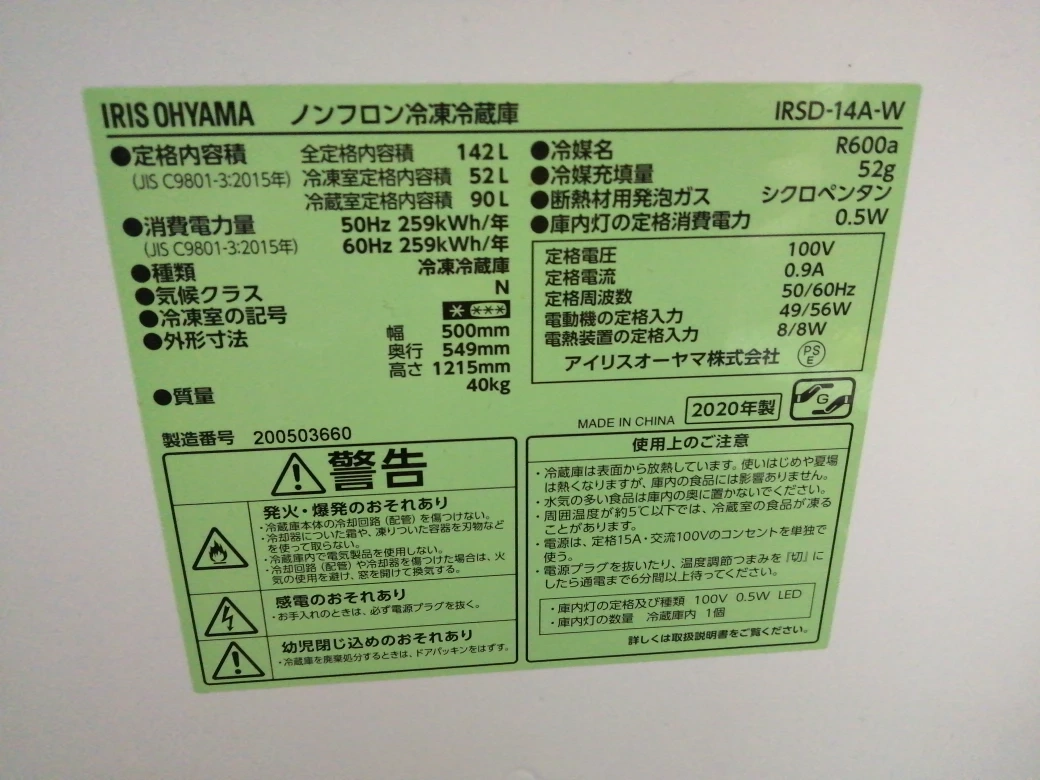 IRIS OHYAMA ノンフロン冷凍冷蔵庫 IRSD-14A-W
●定格内容積 全定格内容積 142L
(JIS C9801-3:2015年) 冷凍室定格内容積 52L
冷蔵室定格内容積 90L
●消費電力量 50Hz 259kWh/年
(JIS C9801-3:2015年) 60Hz 259kWh/年
●種類 冷凍冷蔵庫
●気候クラス N
●冷凍室の記号 * ***
●外形寸法 幅 500mm
奥行 549mm
高さ 1215mm
●質量 40kg
製造番号 200503660
●冷媒名 R600a
●冷媒充填量 52g
●断熱材用発泡ガス シクロペンタン
●庫内灯の定格消費電力 0.5W
定格電圧 100V
定格電流 0.9A
定格周波数 50/60Hz
電動機の定格入力 49/56W
電熱装置の定格入力 8/8W
アイリスオーヤマ株式会社 PS E
MADE IN CHINA 2020年製 G
警告
発火・爆発のおそれあり
・冷蔵庫本体の冷却回路(配管)を傷つけない。
・冷却器についた霜や、凍りついた容器を刃物など
を使って取らない。
・冷蔵庫内で電気製品を使用しない。
・冷却回路(配管)や冷却器を傷つけた場合は、火
気の使用を避け、窓を開けて換気する。
感電のおそれあり
・お手入れのときは、必ず電源プラグを抜く。
幼児閉じ込めのおそれあり
・冷蔵庫を廃棄処分するときは、ドアパッキンをはずす。
使用上のご注意
・冷蔵庫は表面から放熱しています。使いはじめや夏場
は熱くなりますが、庫内の食品には影響ありません。
・水気の多い食品は庫内の奥に置かないでください。
・周囲温度が約5℃以下では、冷蔵室の食品が凍る
ことがあります。
・電源は、定格15A・交流100Vのコンセントを単独で
使う。
・電源プラグを抜いたり、温度調節つまみを『切』に
したら通電まで6分間以上待ってください。
・庫内灯の定格及び種類 100V 0.5W LED
・庫内灯の数量 冷蔵庫内 1個
詳しくは取扱説明書をご覧ください。